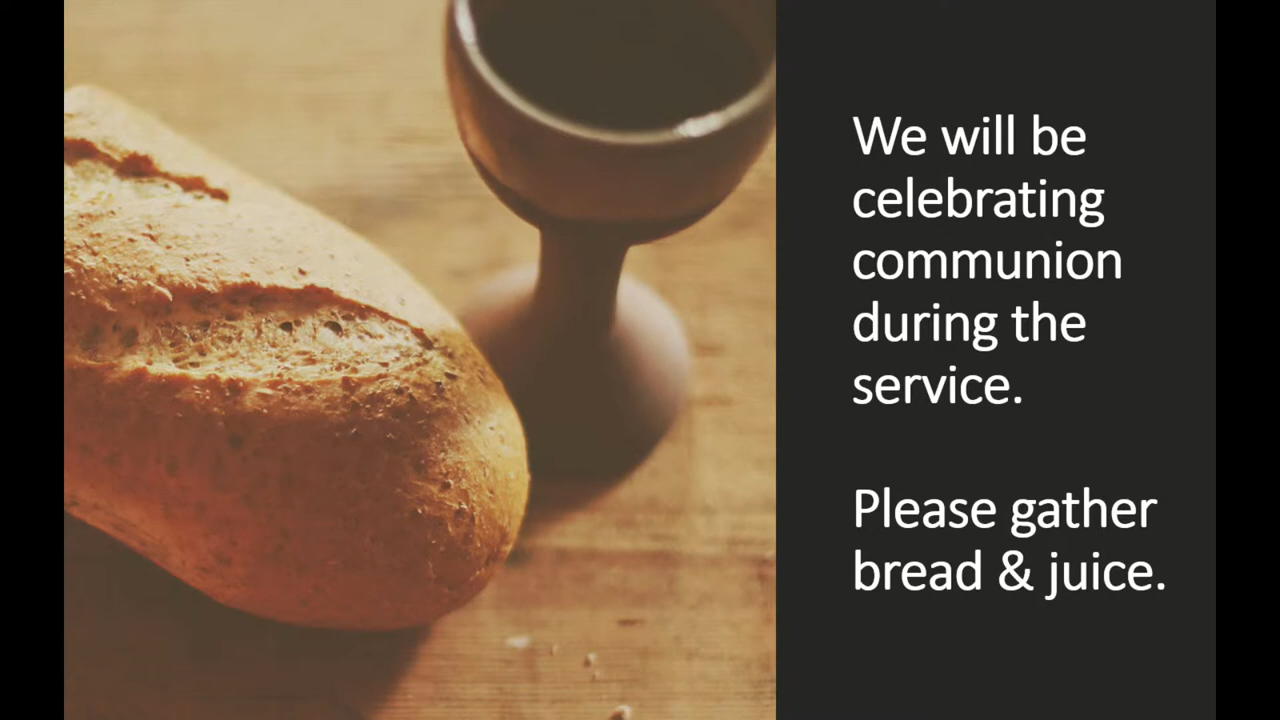 We will be
celebrating
communion
during the
service.
Please gather
bread & juice.